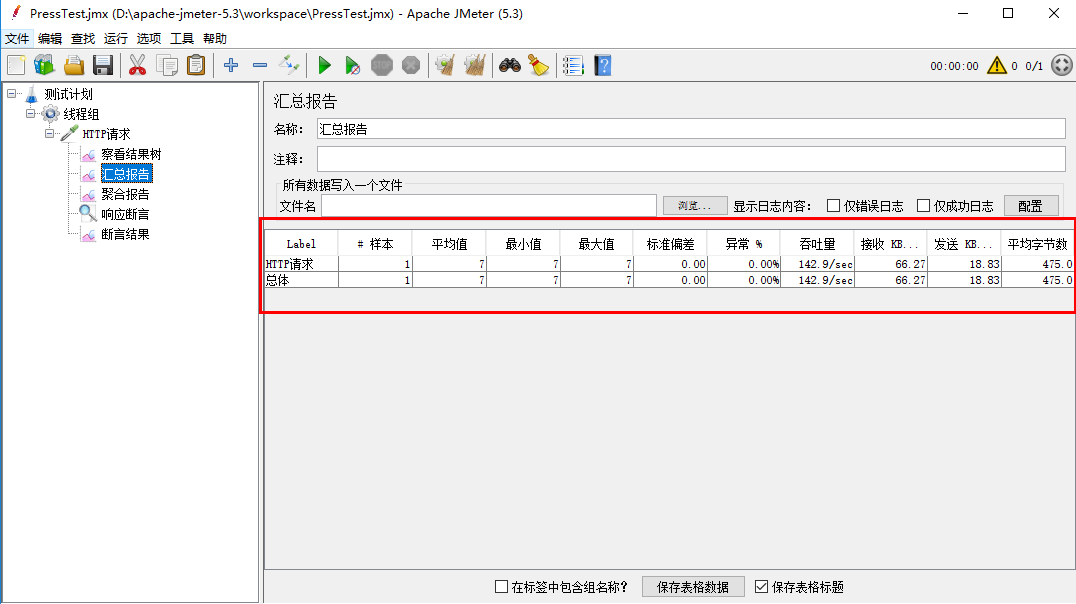 PressTest.jmx (D:\apache-jmeter-5.3\workspace\PressTest.jmx) - Apache JMeter (5.3)
文件 编辑 查找 运行 选项 工具 帮助
STOP 00:00:00 0 0/1
测试计划
线程组
HTTP请求
察看结果树
汇总报告
聚合报告
响应断言
断言结果
汇总报告
名称： 汇总报告
注释：
所有数据写入一个文件
文件名 浏览... 显示日志内容： 仅错误日志 仅成功日志 配置
Label # 样本 平均值 最小值 最大值 标准偏差 异常 % 吞吐量 接收 KB... 发送 KB... 平均字节数
HTTP请求 1 7 7 7 0.00 0.00% 142.9/sec 66.27 18.83 475.0
总体 1 7 7 7 0.00 0.00% 142.9/sec 66.27 18.83 475.0
在标签中包含组名称？ 保存表格数据 保存表格标题